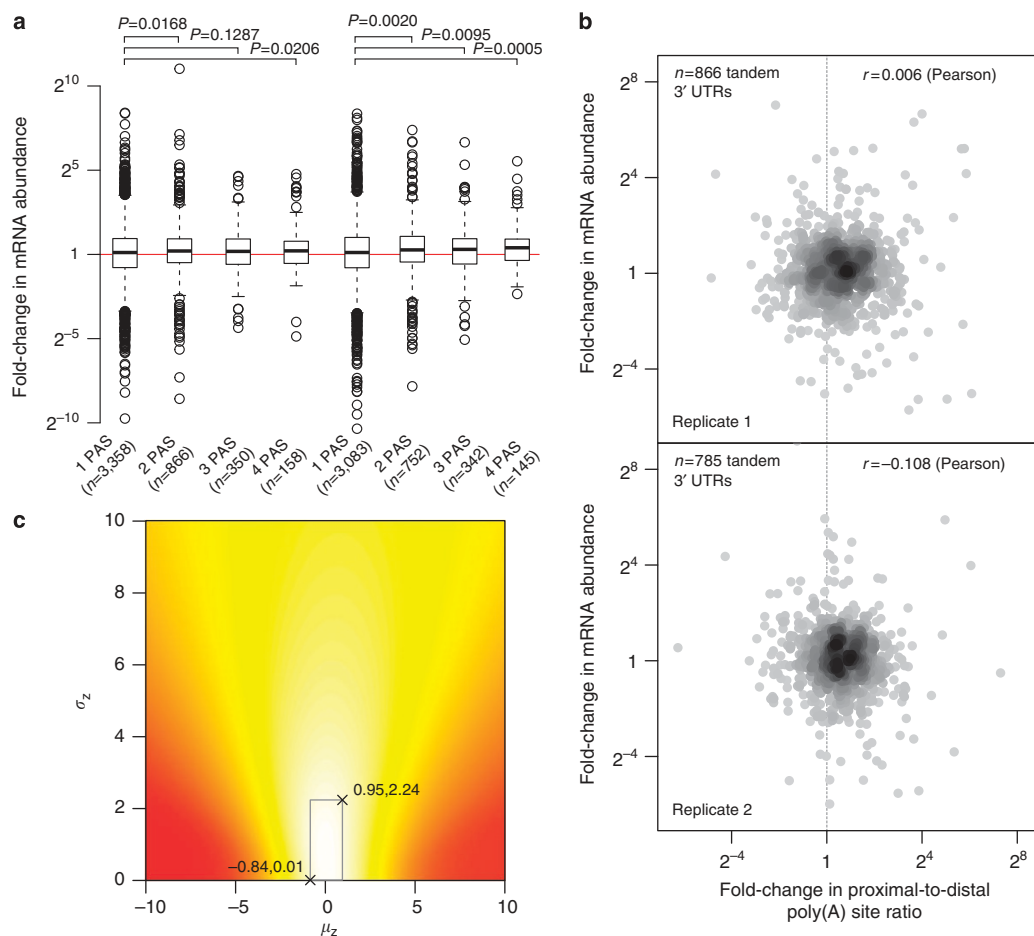 a
P=0.0168
P=0.1287
P=0.0206
P=0.0020
P=0.0095
P=0.0005
Fold-change in mRNA abundance
2^10
2^5
1
2^−5
2^−10
1 PAS (n=3,358)
2 PAS (n=866)
3 PAS (n=350)
4 PAS (n=158)
1 PAS (n=3,083)
2 PAS (n=752)
3 PAS (n=342)
4 PAS (n=145)
b
n=866 tandem 3′ UTRs
r=0.006 (Pearson)
Fold-change in mRNA abundance
2^8
2^4
1
2^−4
Replicate 1
n=785 tandem 3′ UTRs
r=−0.108 (Pearson)
Fold-change in mRNA abundance
2^8
2^4
1
2^−4
Replicate 2
2^−4 1 2^4 2^8
Fold-change in proximal-to-distal
poly(A) site ratio
c
σz
10
8
6
4
2
0
0.95,2.24
−0.84,0.01
−10 −5 0 5 10
μz